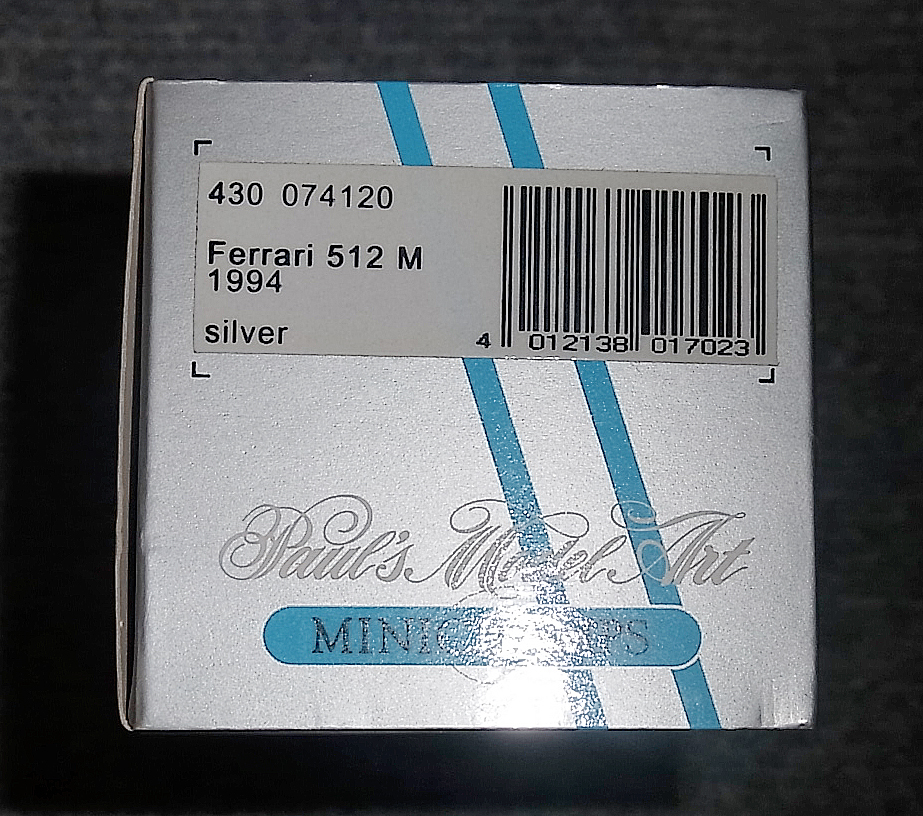 430 074120
Ferrari 512 M
1994
silver
4 012138 017023
Paul's Model Art